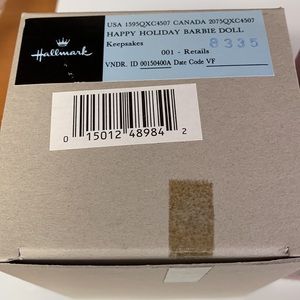 USA 1595QXC4507 CANADA 2075QXC4507
HAPPY HOLIDAY BARBIE DOLL
Hallmark
Keepsakes 8335
001 - Retails
VNDR. ID 00150400A Date Code VF
0 15012 48984 2